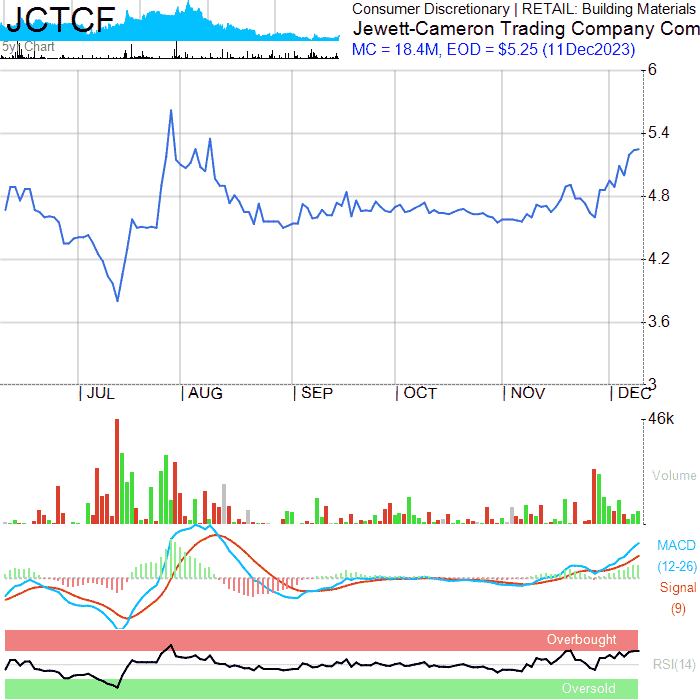 JCTCF
5y Chart
Consumer Discretionary | RETAIL: Building Materials
Jewett-Cameron Trading Company Com
MC = 18.4M, EOD = $5.25 (11Dec2023)
6
5.4
4.8
4.2
3.6
3
| JUL | AUG | SEP | OCT | NOV | DEC
46k
Volume
MACD
(12-26)
Signal
(9)
Overbought
RSI(14)
Oversold